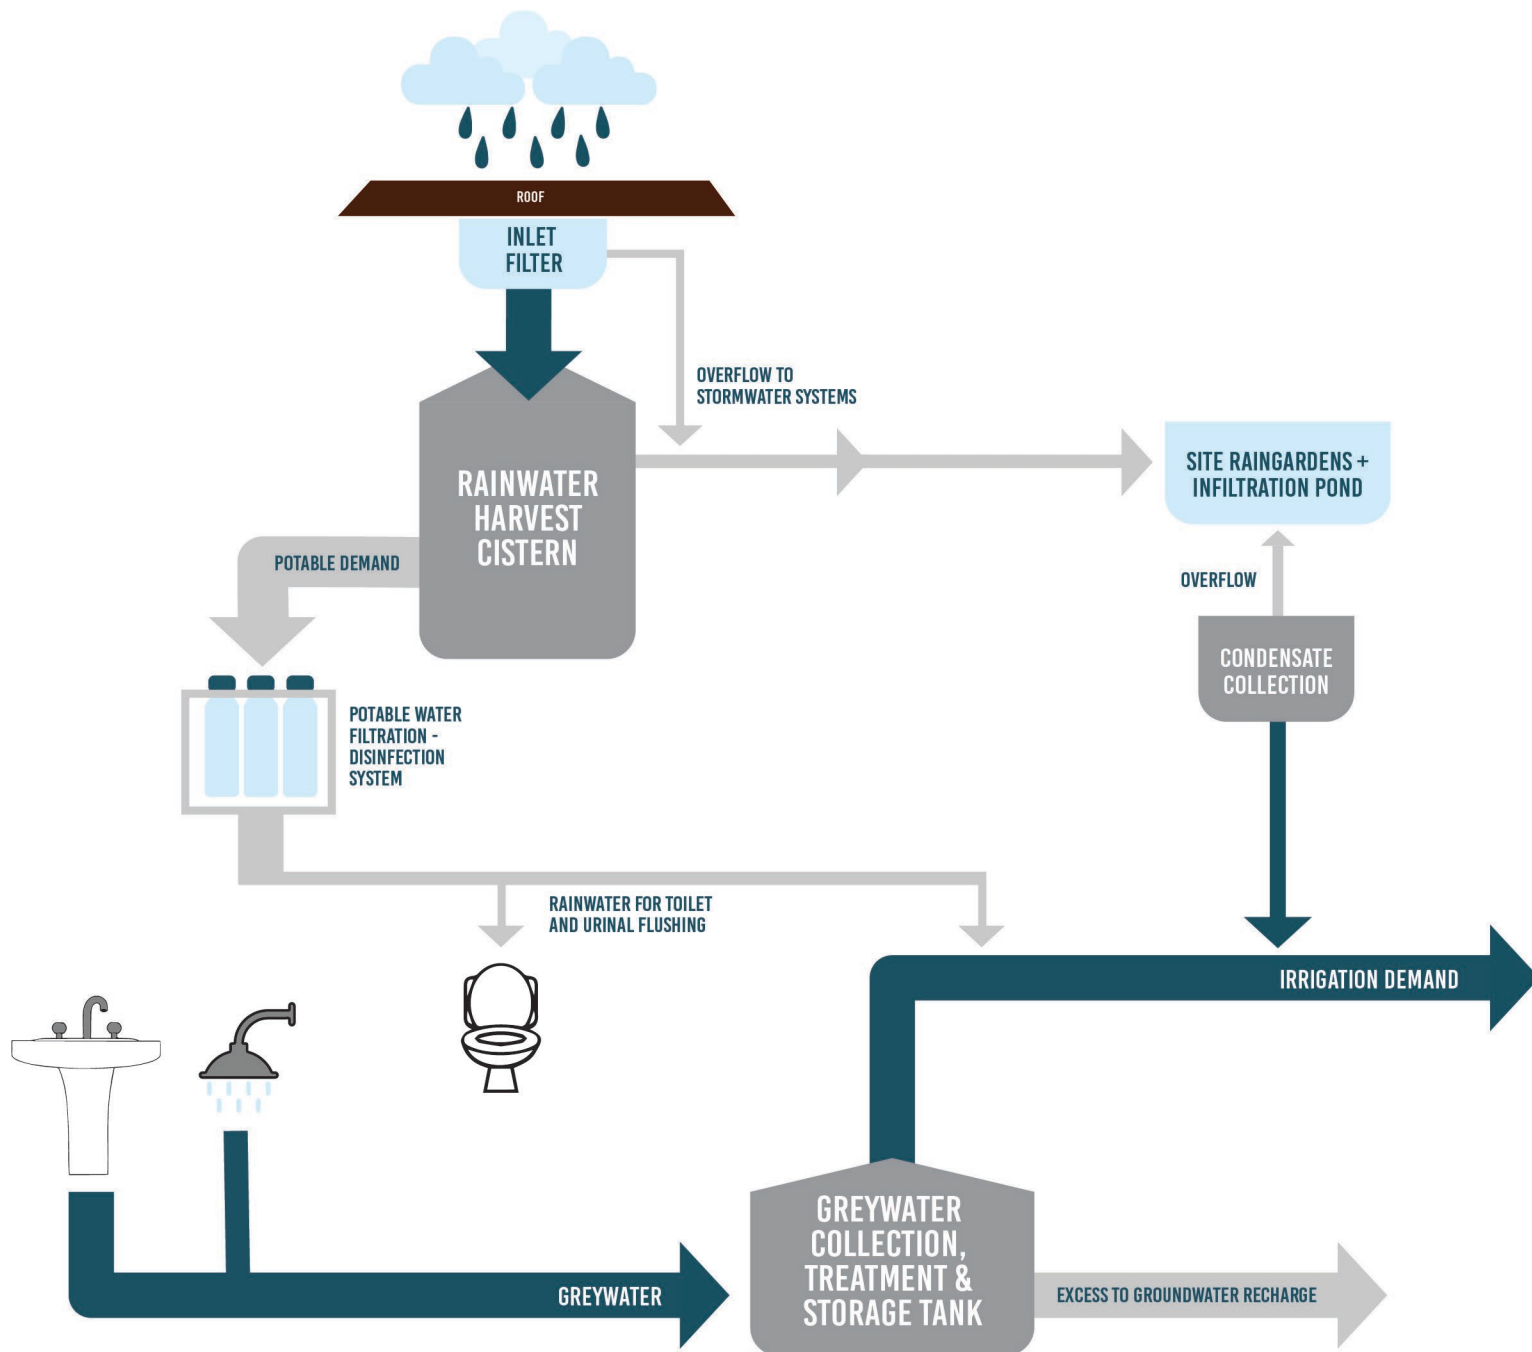 ROOF
INLET
FILTER
OVERFLOW TO
STORMWATER SYSTEMS
RAINWATER
HARVEST
CISTERN
SITE RAINGARDENS +
INFILTRATION POND
POTABLE DEMAND
OVERFLOW
CONDENSATE
COLLECTION
POTABLE WATER
FILTRATION -
DISINFECTION
SYSTEM
RAINWATER FOR TOILET
AND URINAL FLUSHING
IRRIGATION DEMAND
GREYWATER
GREYWATER
COLLECTION,
TREATMENT &
STORAGE TANK
EXCESS TO GROUNDWATER RECHARGE